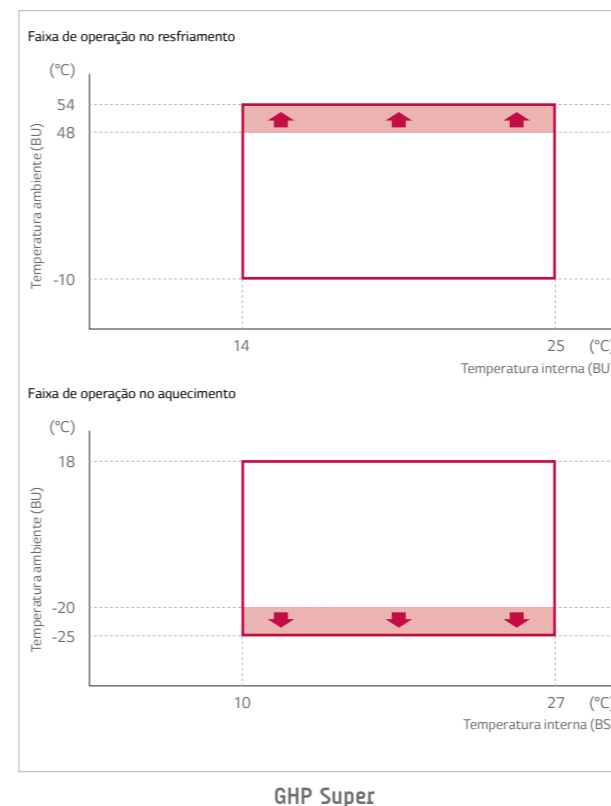 Faixa de operação no resfriamento
(°C)
54
48
Temperatura ambiente (BU)
-10
14
25
(°C)
Temperatura interna (BU)
Faixa de operação no aquecimento
(°C)
18
Temperatura ambiente (BU)
-20
-25
10
27
(°C)
Temperatura interna (BS
GHP Super